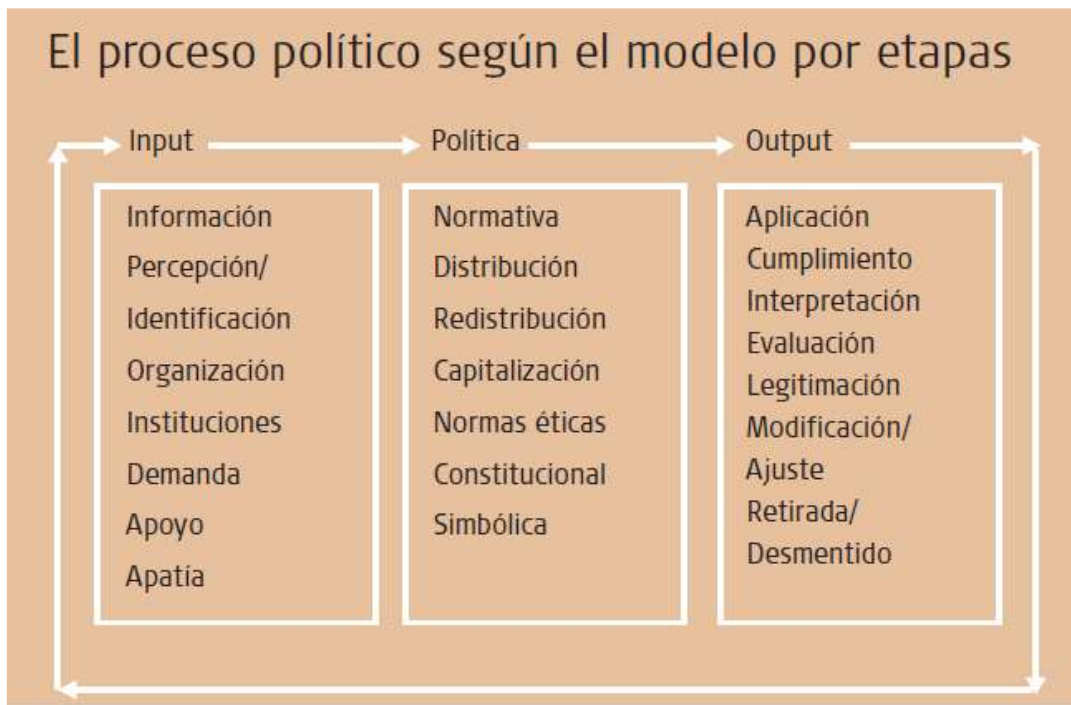 El proceso político según el modelo por etapas
Input
Política
Output
Información
Percepción/
Identificación
Organización
Instituciones
Demanda
Apoyo
Apatía
Normativa
Distribución
Redistribución
Capitalización
Normas éticas
Constitucional
Simbólica
Aplicación
Cumplimiento
Interpretación
Evaluación
Legitimación
Modificación/
Ajuste
Retirada/
Desmentido